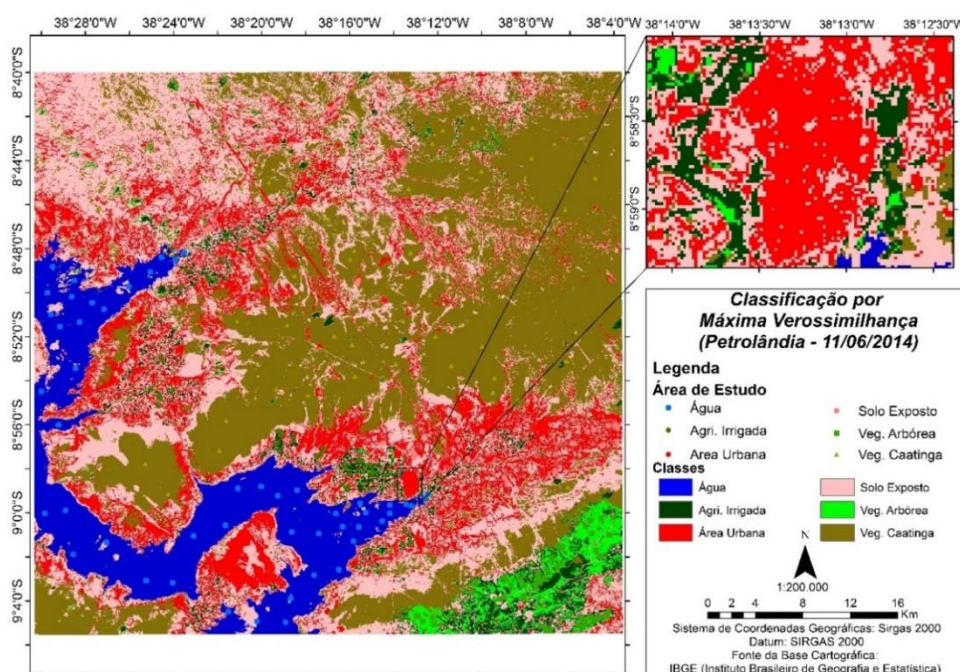 38°28'0"O 38°24'0"O 38°20'0"O 38°16'0"O 38°12'0"O 38°8'0"O 38°4'0"O
38°14'0"O 38°13'30"O 38°13'0"O 38°12'30"O
8°40'0"S
8°44'0"S
8°48'0"S
8°52'0"S
8°56'0"S
9°0'0"S
9°4'0"S
8°58'30"S
8°59'0"S
Classificação por
Máxima Verossimilhança
(Petrolândia - 11/06/2014)
Legenda
Área de Estudo
Água
Agri. Irrigada
Area Urbana
Solo Exposto
Veg. Arbórea
Veg. Caatinga
Classes
Água
Agri. Irrigada
Área Urbana
Solo Exposto
Veg. Arbórea
Veg. Caatinga
N
1:200.000
0 2 4 8 12 16
Km
Sistema de Coordenadas Geográficas: Sirgas 2000
Datum: SIRGAS 2000
Fonte da Base Cartográfica:
IBGE (Instituto Brasileiro de Geografia e Estatística)